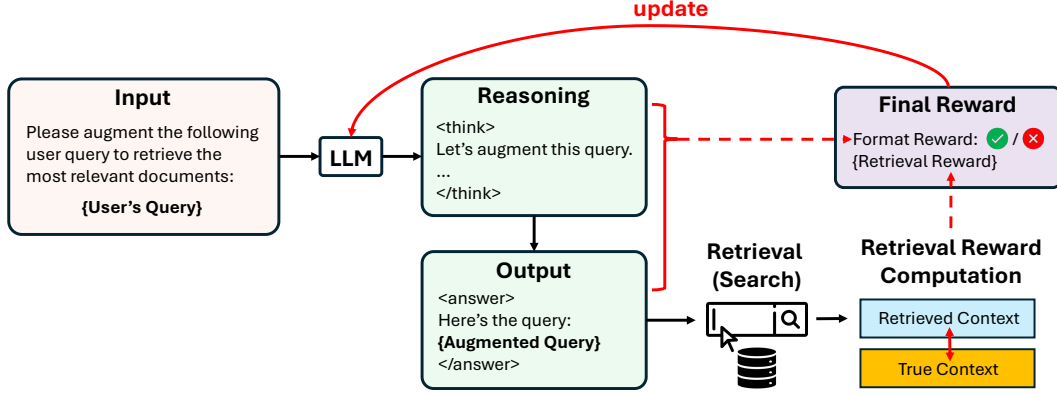 update
Input
Please augment the following
user query to retrieve the
most relevant documents:
{User’s Query}
LLM
Reasoning
<think>
Let’s augment this query.
...
</think>
Output
<answer>
Here’s the query:
{Augmented Query}
</answer>
Retrieval
(Search)
Final Reward
Format Reward: /
{Retrieval Reward}
Retrieval Reward
Computation
Retrieved Context
True Context